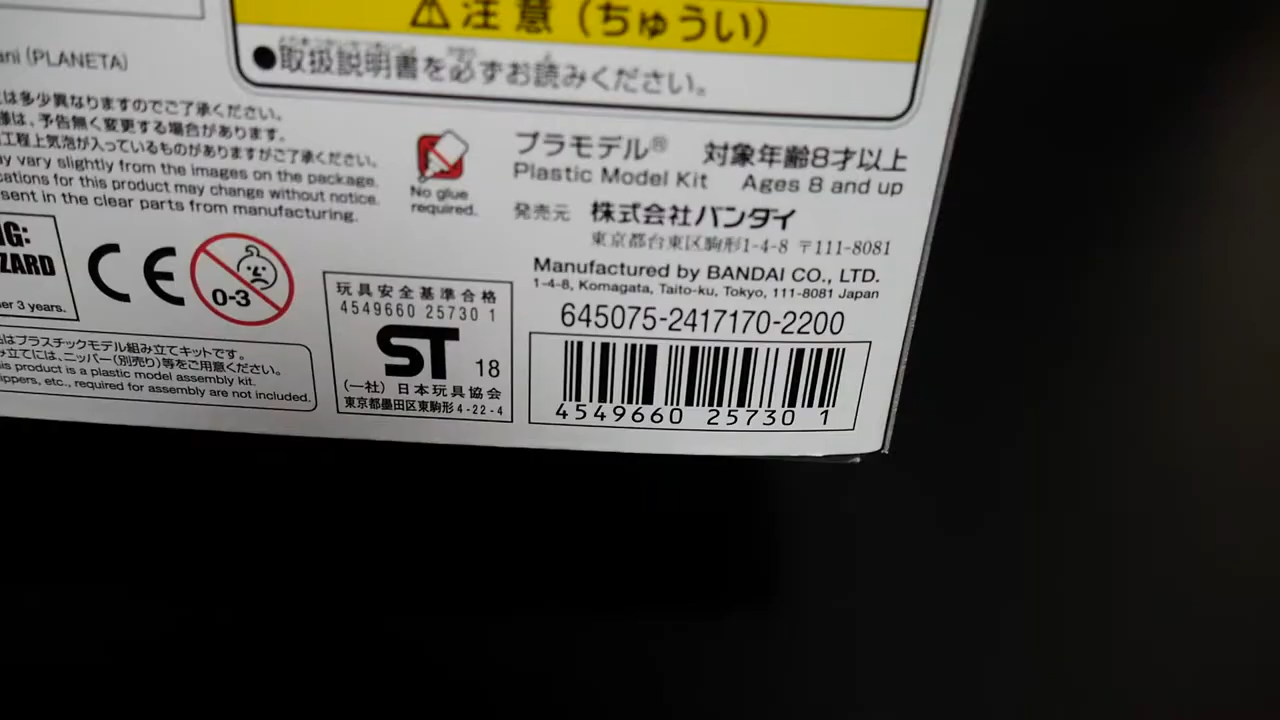 ⚠注意(ちゅうい)
●取扱説明書を必ずお読みください。
ani (PLANETA)
は多少異なりますのでご了承ください。
様は、予告無く変更する場合があります。
工程上気泡が入っているものがありますがご了承ください。
ay vary slightly from the images on the package.
cations for this product may change without notice.
sent in the clear parts from manufacturing.
No glue
required.
プラモデル® 対象年齢8才以上
Plastic Model Kit Ages 8 and up
発売元 株式会社バンダイ
東京都台東区駒形1-4-8 〒111-8081
Manufactured by BANDAI CO., LTD.
1-4-8, Komagata, Taito-ku, Tokyo, 111-8081 Japan
645075-2417170-2200
4549660 25730 1
NG:
ZARD
er 3 years.
CE
0-3
玩具安全基準合格
4549660 25730 1
ST 18
(一社) 日本玩具協会
東京都墨田区東駒形4-22-4
品はプラスチックモデル組み立てキットです。
み立てには、ニッパー(別売り)等をご用意ください。
is product is a plastic model assembly kit.
ippers, etc., required for assembly are not included.